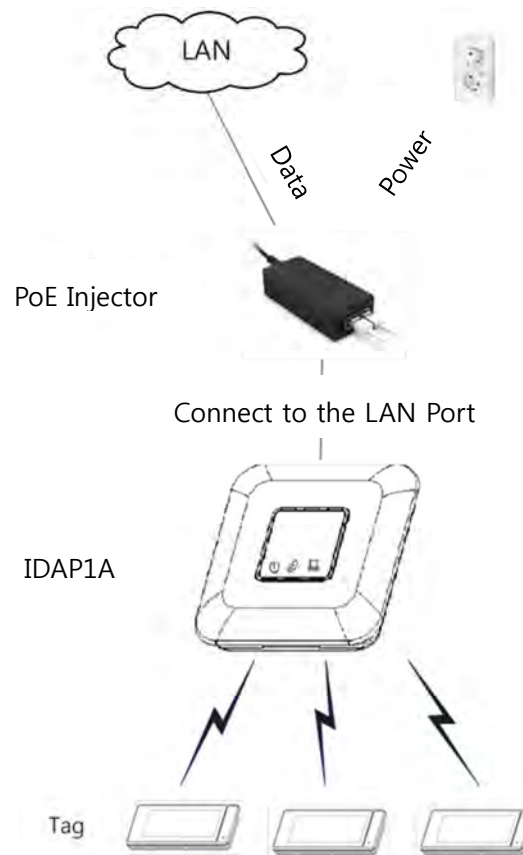 LAN
Data
Power
PoE Injector
Connect to the LAN Port
IDAP1A
Tag